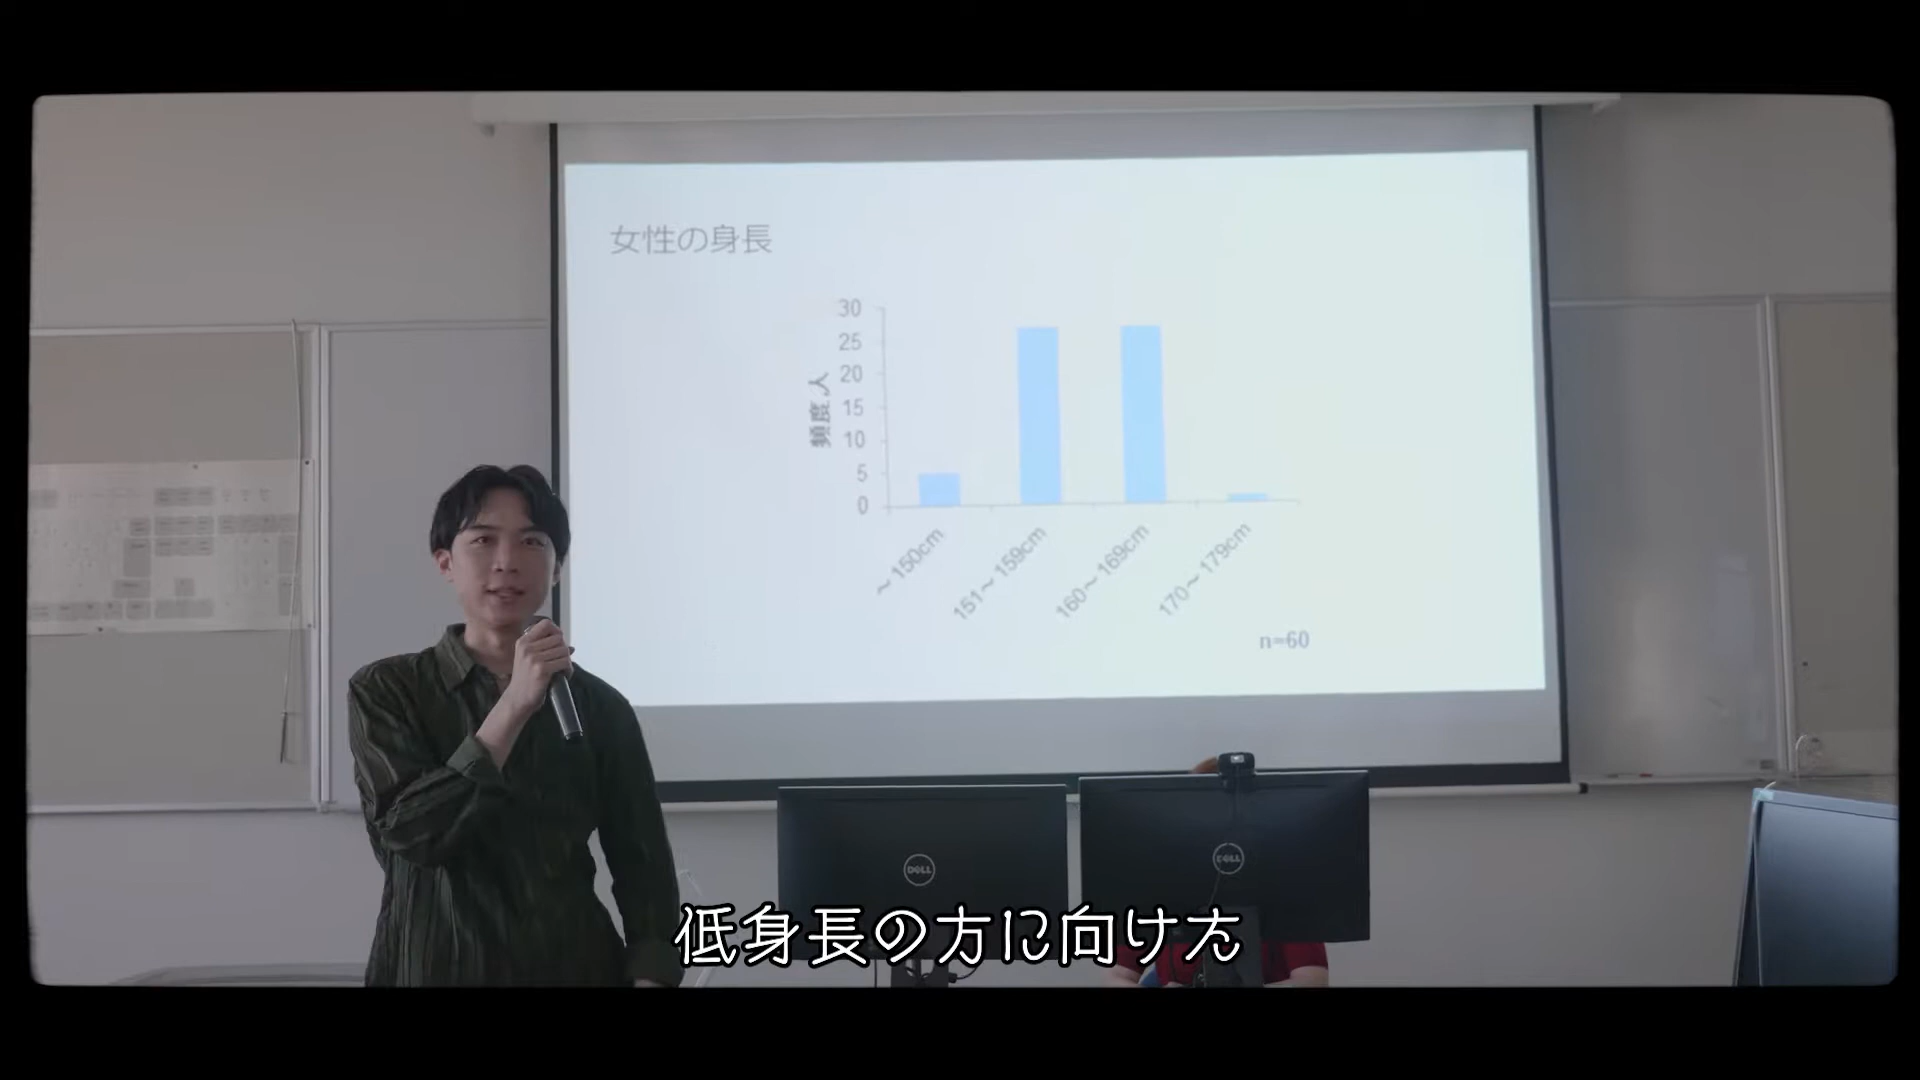 女性の身長
30
25
20
15
10
5
0
頻度,人
～150cm
151～159cm
160～169cm
170～179cm
n=60
DELL
DELL
低身長の方に向けた